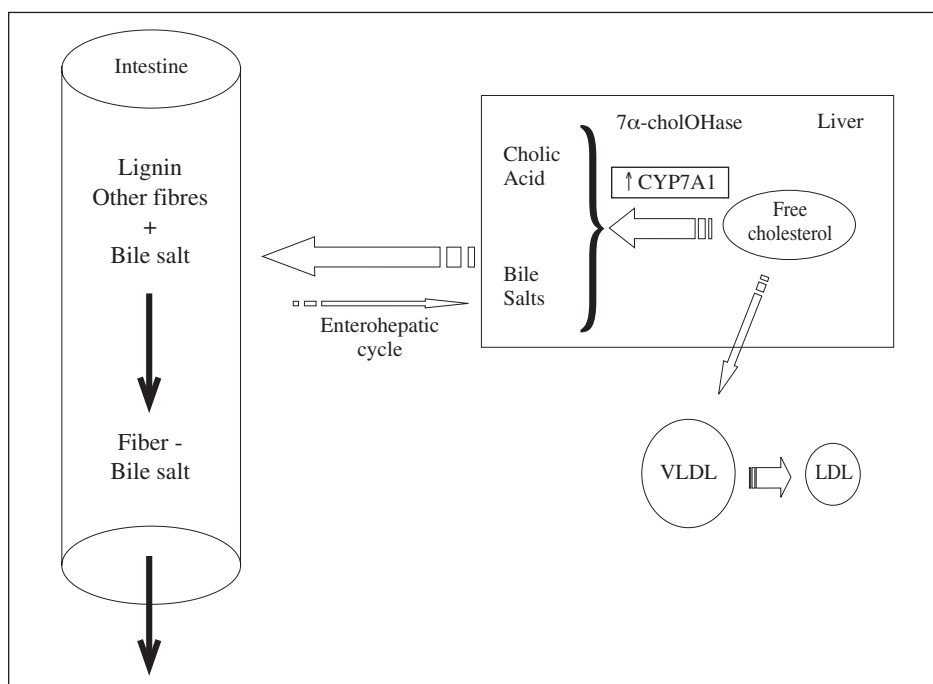 Intestine
Lignin
Other fibres
+
Bile salt
Fiber -
Bile salt
Enterohepatic
cycle
7α-cholOHase
Liver
Cholic
Acid
↑ CYP7A1
Free
cholesterol
Bile
Salts
VLDL
LDL